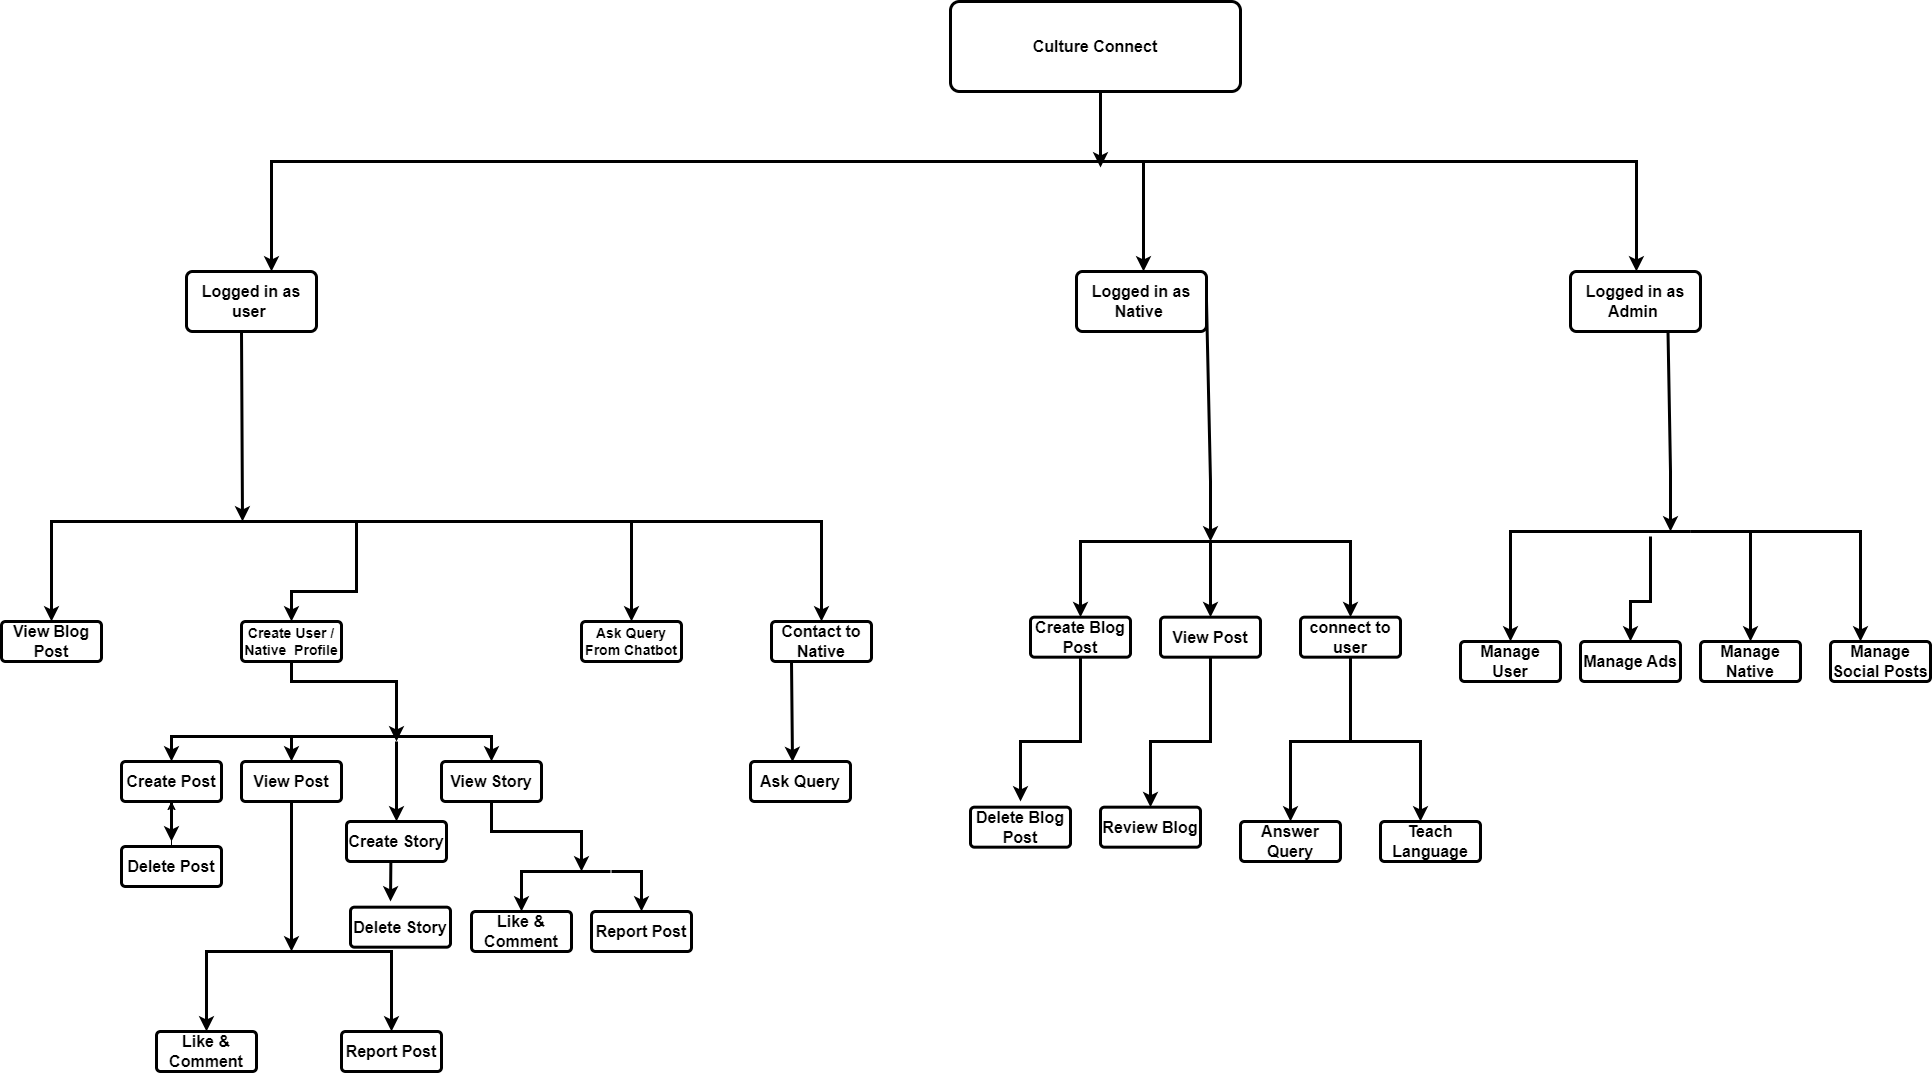 Culture Connect
Logged in as
user
Logged in as
Native
Logged in as
Admin
View Blog
Post
Create User /
Native  Profile
Ask Query
From Chatbot
Contact to
Native
Create Blog
Post
View Post
connect to
user
Manage
User
Manage Ads
Manage
Native
Manage
Social Posts
Create Post
View Post
View Story
Ask Query
Create Story
Delete Post
Delete Blog
Post
Review Blog
Answer
Query
Teach
Language
Delete Story
Like &
Comment
Report Post
Like &
Comment
Report Post